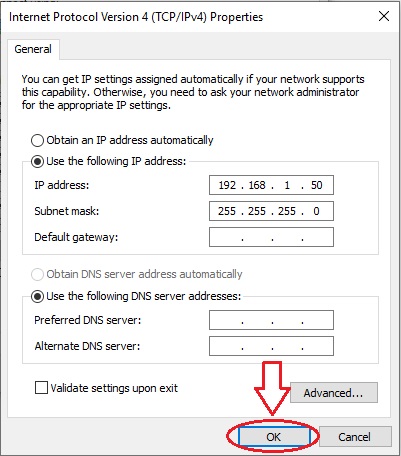 Internet Protocol Version 4 (TCP/IPv4) Properties
General
You can get IP settings assigned automatically if your network supports
this capability. Otherwise, you need to ask your network administrator
for the appropriate IP settings.
Obtain an IP address automatically
Use the following IP address:
IP address: 192 . 168 . 1 . 50
Subnet mask: 255 . 255 . 255 . 0
Default gateway: . . .
Obtain DNS server address automatically
Use the following DNS server addresses:
Preferred DNS server: . . .
Alternate DNS server: . . .
Validate settings upon exit
Advanced...
OK Cancel